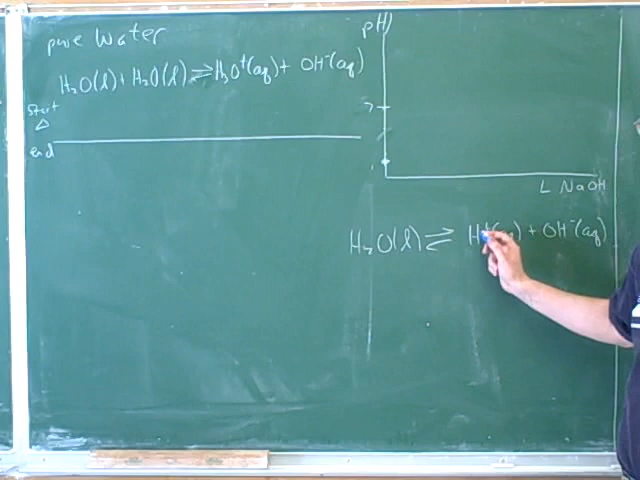 pure Water
H₂O(l) + H₂O(l) ⇌ H₃O⁺(aq) + OH⁻(aq)
start
△
end
pH
7
L NaOH
H₂O(l) ⇌ H⁺(aq) + OH⁻(aq)